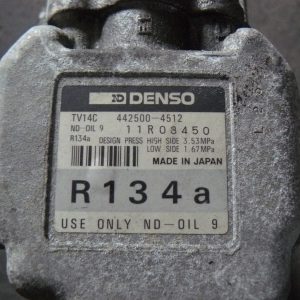 ND DENSO
TV14C 442500-4512
ND-OIL 9 11R08450
R134a DESIGN PRESS HIGH SIDE 3.53MPa
LOW SIDE 1.67MPa
MADE IN JAPAN
R134a
USE ONLY ND-OIL 9